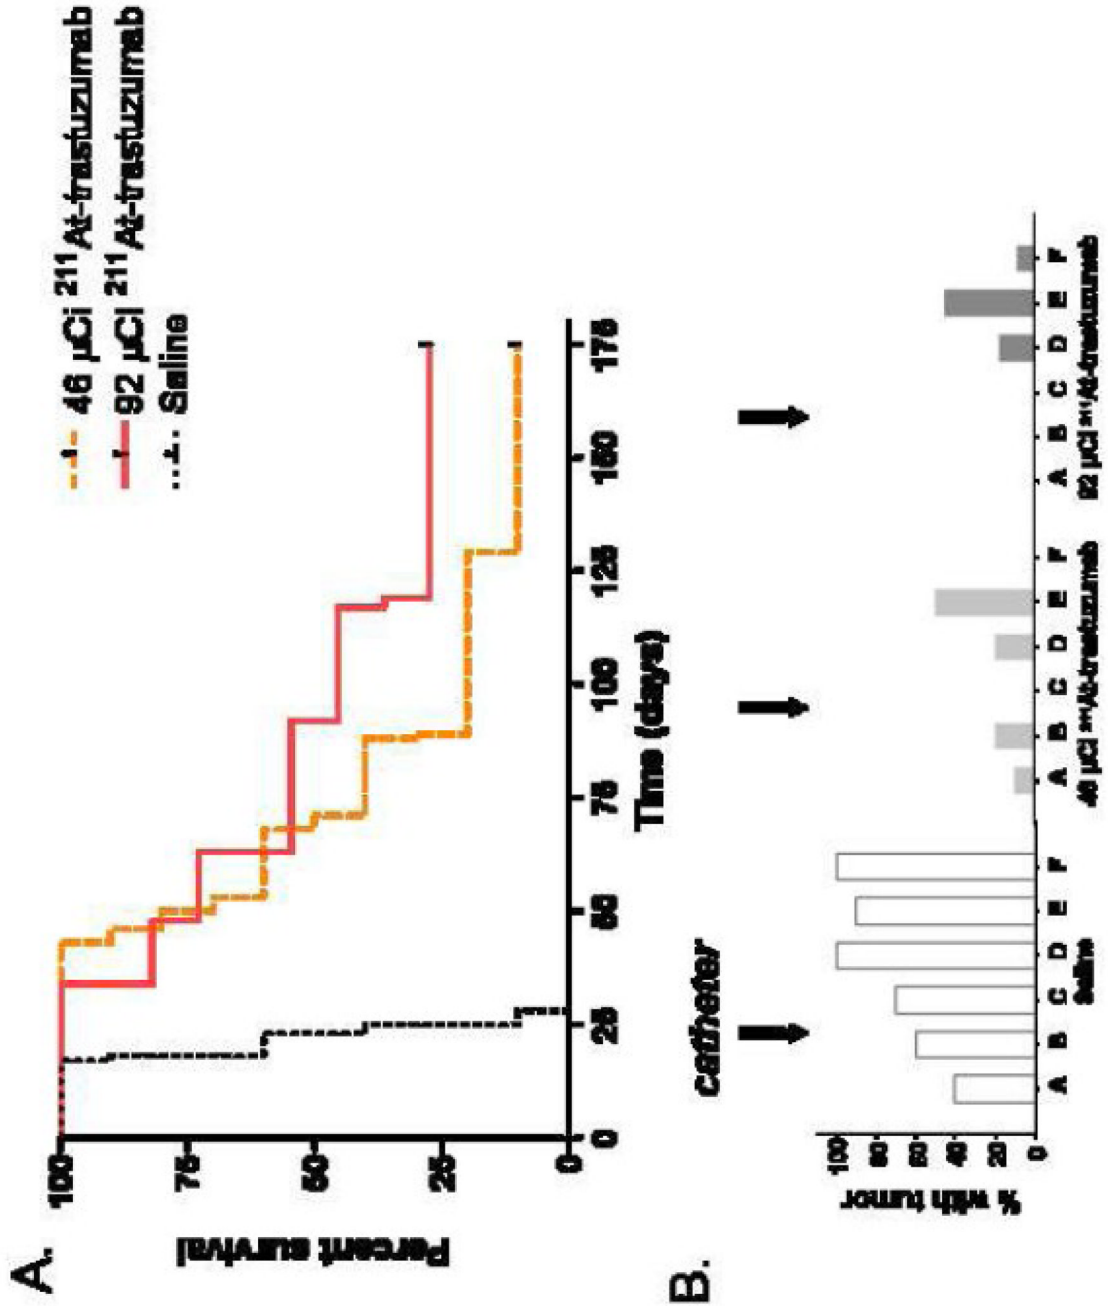 A.
46 µCi ²¹¹At-trastuzumab
92 µCi ²¹¹At-trastuzumab
Saline
Percent survival
100
75
50
25
0
0 25 50 75 100 125 150 175
Time (days)
B.
catheter
% with tumor
100
80
60
40
20
0
A B C D E F A B C D E F A B C D E F
Saline 46 µCi ²¹¹At-trastuzumab 92 µCi ²¹¹At-trastuzumab